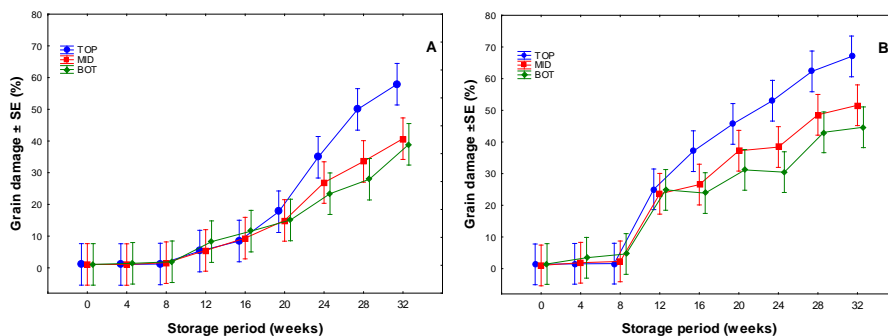 80
70
60
50
40
30
20
10
0
Grain damage ± SE (%)
TOP
MID
BOT
A
0 4 8 12 16 20 24 28 32
Storage period (weeks)
80
70
60
50
40
30
20
10
0
Grain damage ±SE (%)
TOP
MID
BOT
B
0 4 8 12 16 20 24 28 32
Storage period (weeks)